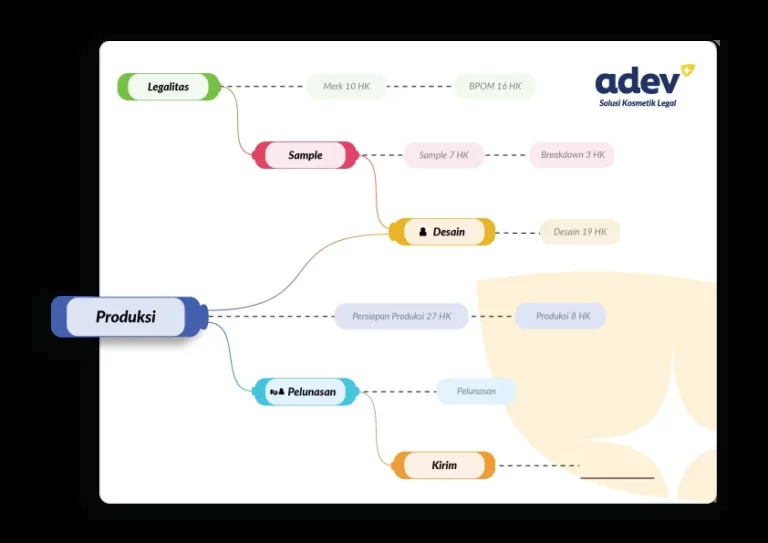 adev
Solusi Kosmetik Legal
Legalitas
Merk 10 HK
BPOM 16 HK
Sample
Sample 7 HK
Breakdown 3 HK
Desain
Desain 19 HK
Produksi
Persiapan Produksi 27 HK
Produksi 8 HK
Rp Pelunasan
Pelunasan
Kirim